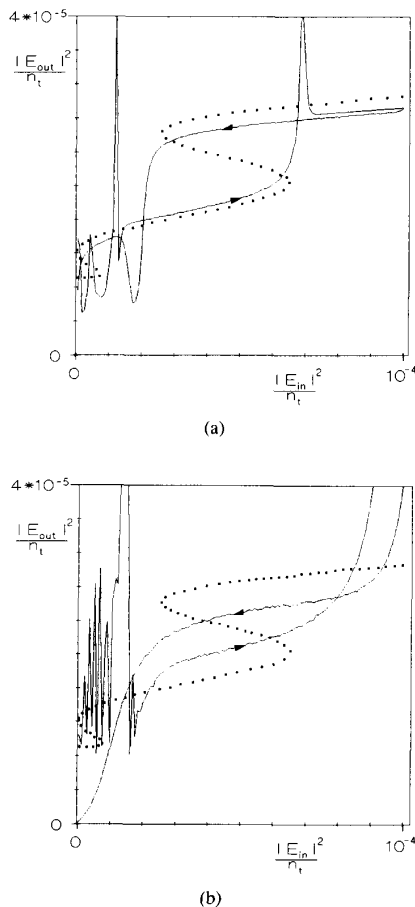 4*10⁻⁵
| E_out |²
n_t
0
0
| E_in |²
n_t
10⁻⁴
(a)
4*10⁻⁵
| E_out |²
n_t
0
0
| E_in |²
n_t
10⁻⁴
(b)